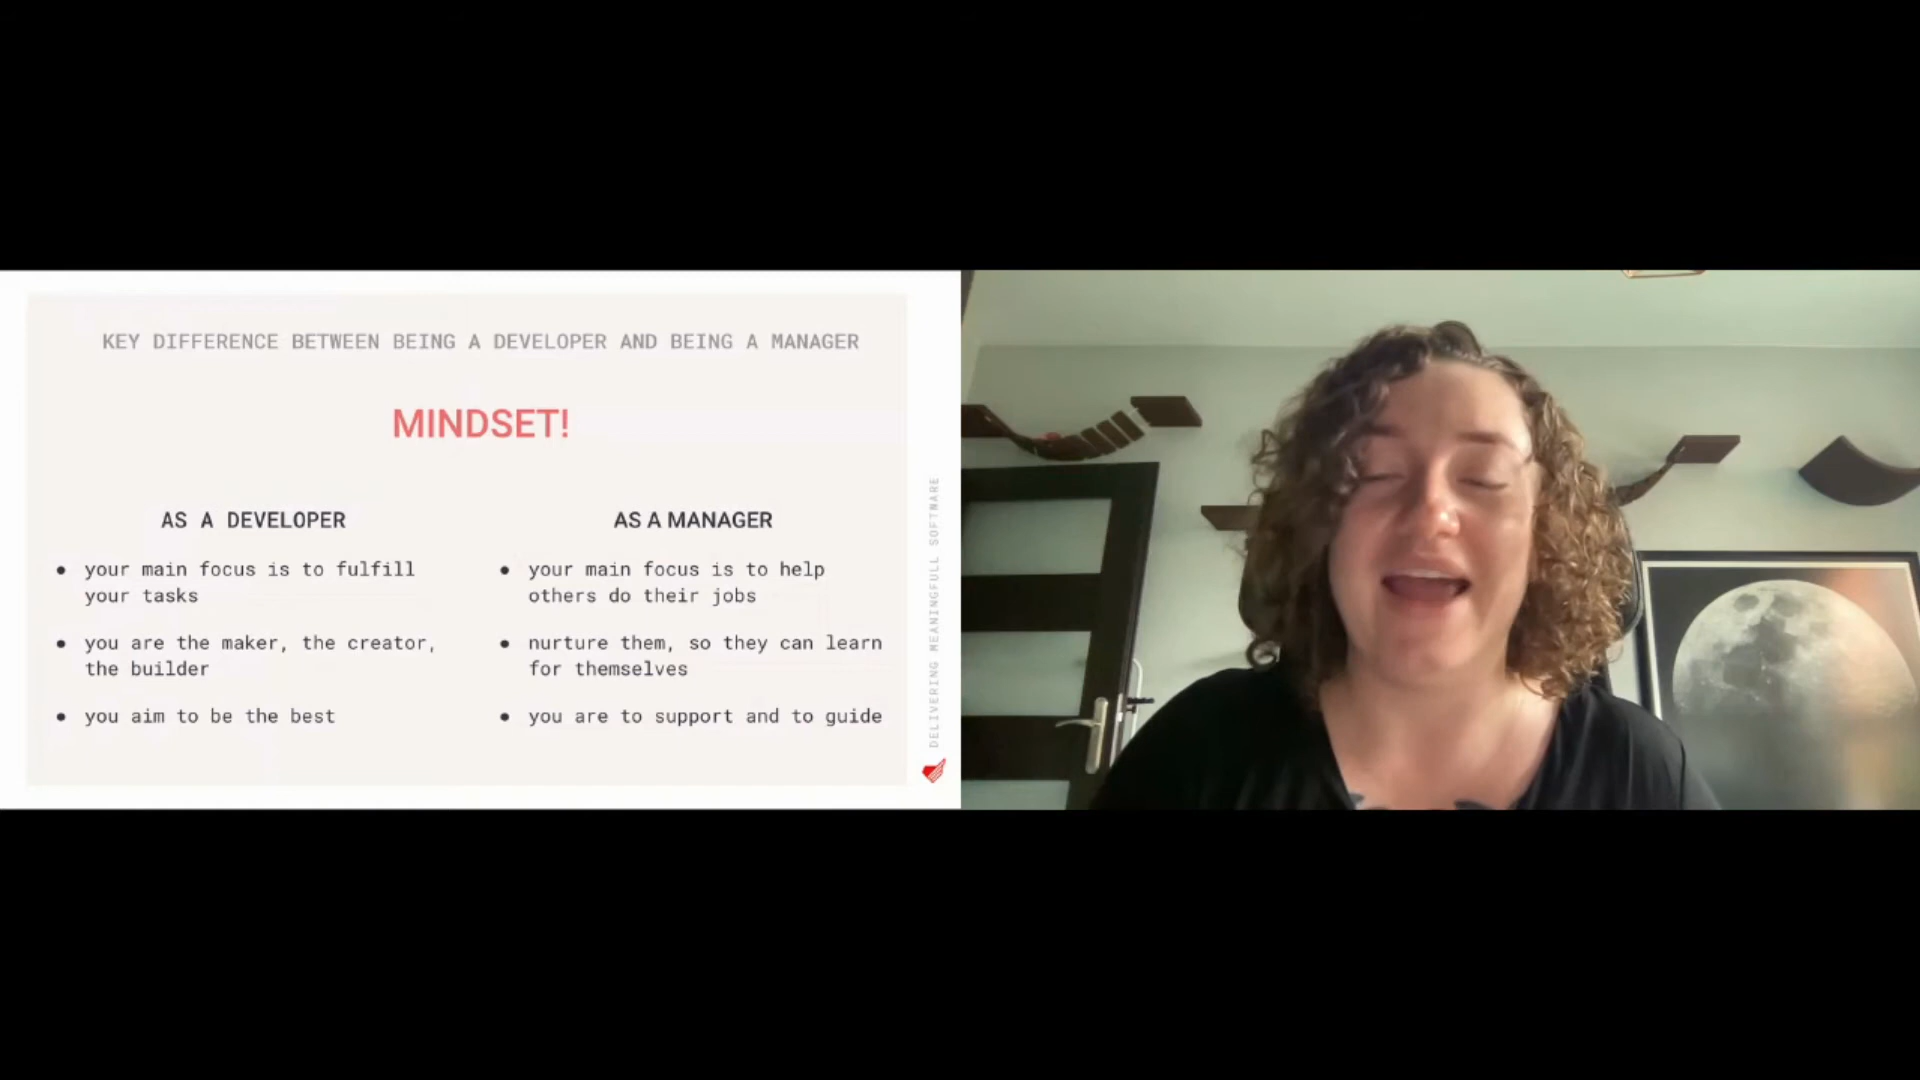 KEY DIFFERENCE BETWEEN BEING A DEVELOPER AND BEING A MANAGER
MINDSET!
AS A DEVELOPER
• your main focus is to fulfill
your tasks
• you are the maker, the creator,
the builder
• you aim to be the best
AS A MANAGER
• your main focus is to help
others do their jobs
• nurture them, so they can learn
for themselves
• you are to support and to guide
DELIVERING MEANINGFULL SOFTWARE